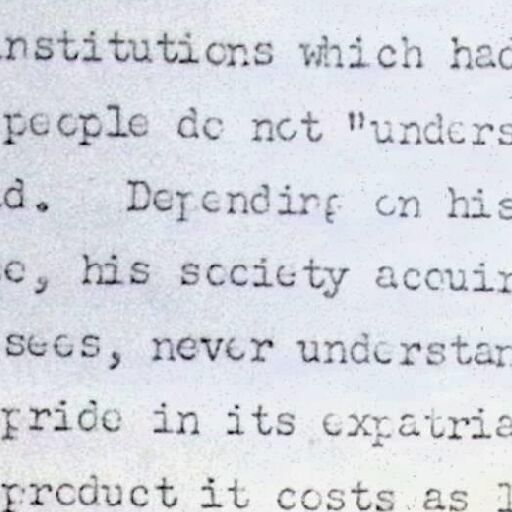 nstitutions which had
people do not "unders
d. Depending on his
e, his society acquir
sees, never understan
pride in its expatria
product it costs as l